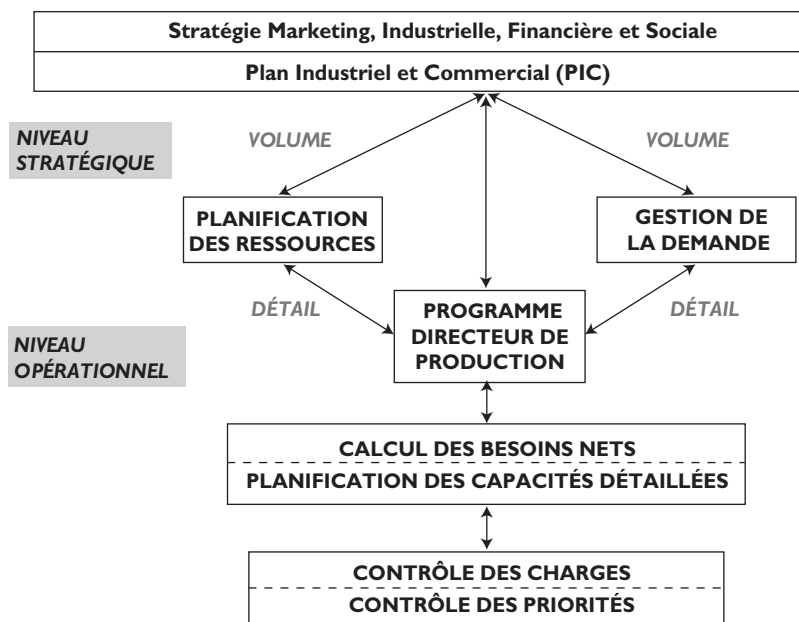 Stratégie Marketing, Industrielle, Financière et Sociale
Plan Industriel et Commercial (PIC)
NIVEAU
STRATÉGIQUE
VOLUME
VOLUME
PLANIFICATION
DES RESSOURCES
GESTION DE
LA DEMANDE
DÉTAIL
DÉTAIL
PROGRAMME
DIRECTEUR DE
PRODUCTION
NIVEAU
OPÉRATIONNEL
CALCUL DES BESOINS NETS
PLANIFICATION DES CAPACITÉS DÉTAILLÉES
CONTRÔLE DES CHARGES
CONTRÔLE DES PRIORITÉS